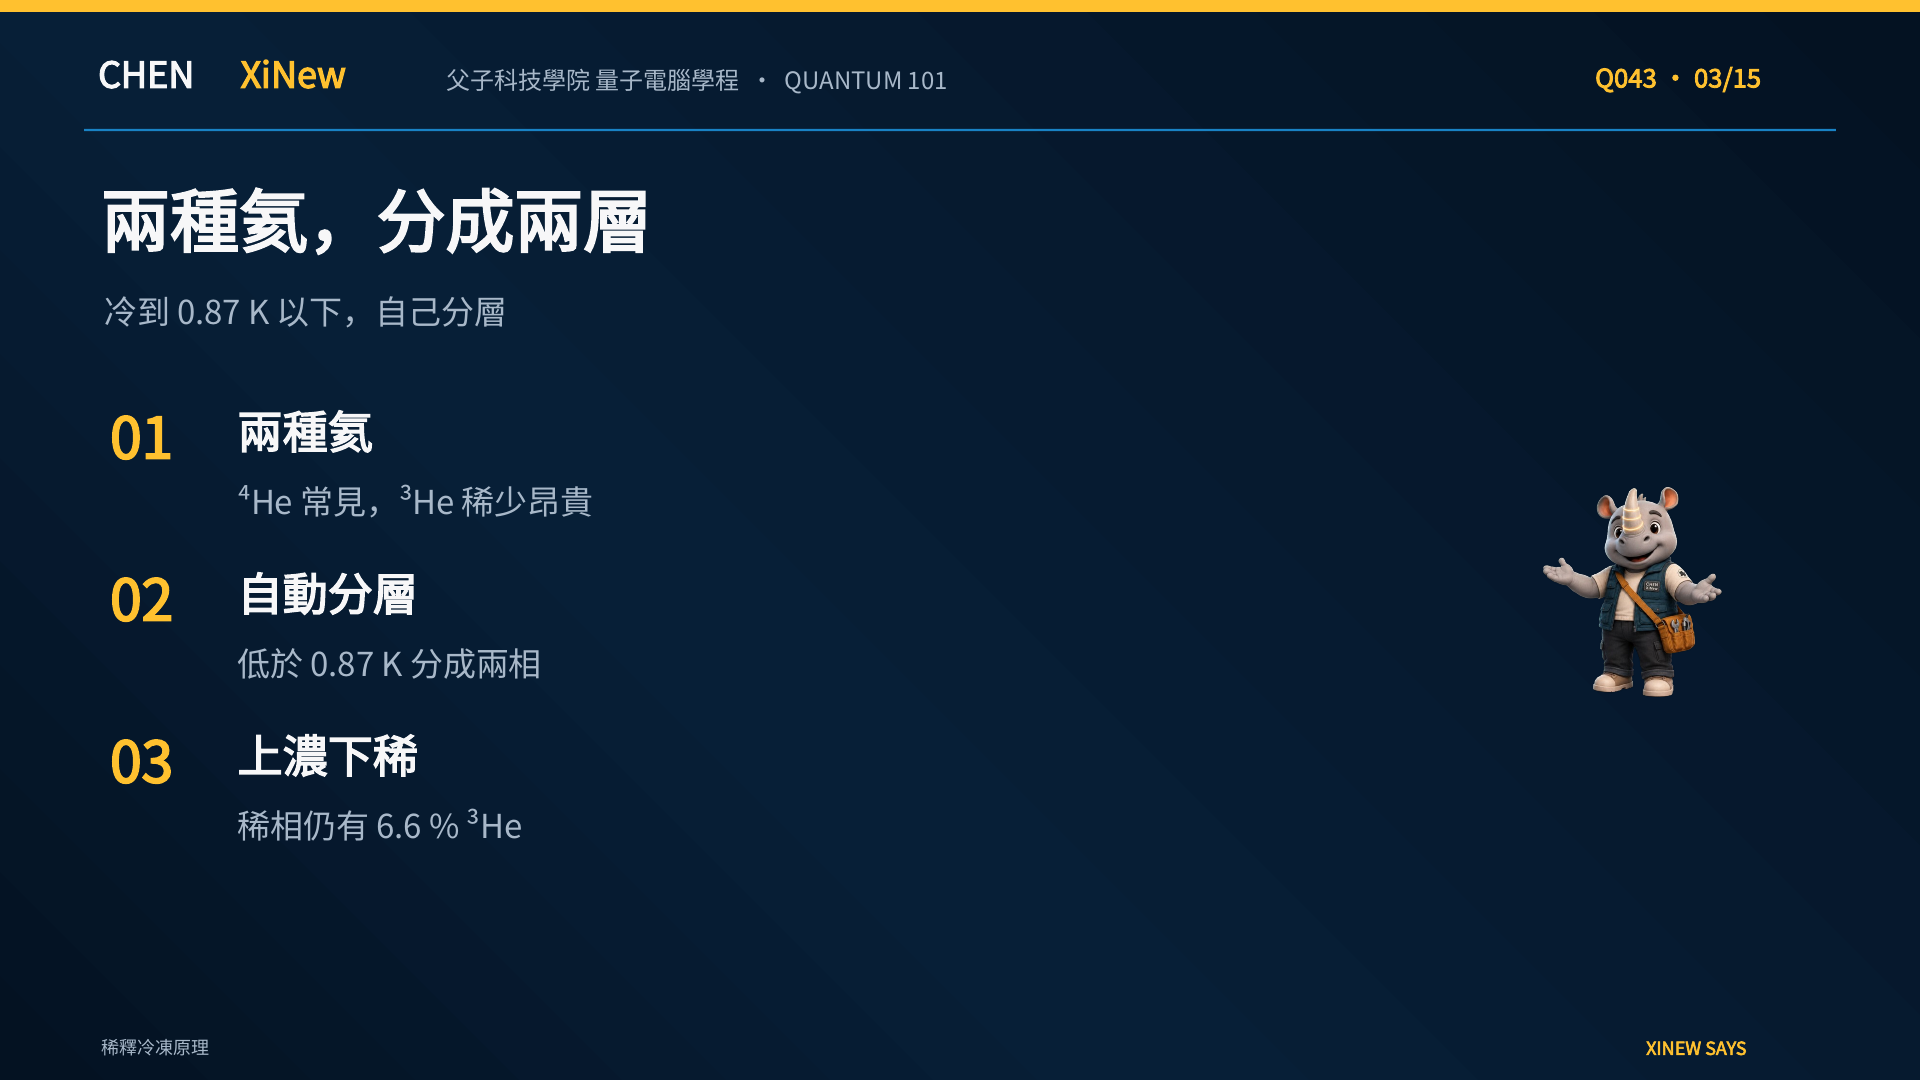 CHEN XiNew 父子科技學院 量子電腦學程 • QUANTUM 101 Q043 • 03/15
兩種氦，分成兩層
冷到 0.87 K 以下，自己分層
01 兩種氦
⁴He 常見，³He 稀少昂貴
02 自動分層
低於 0.87 K 分成兩相
03 上濃下稀
稀相仍有 6.6 % ³He
稀釋冷凍原理 XINEW SAYS